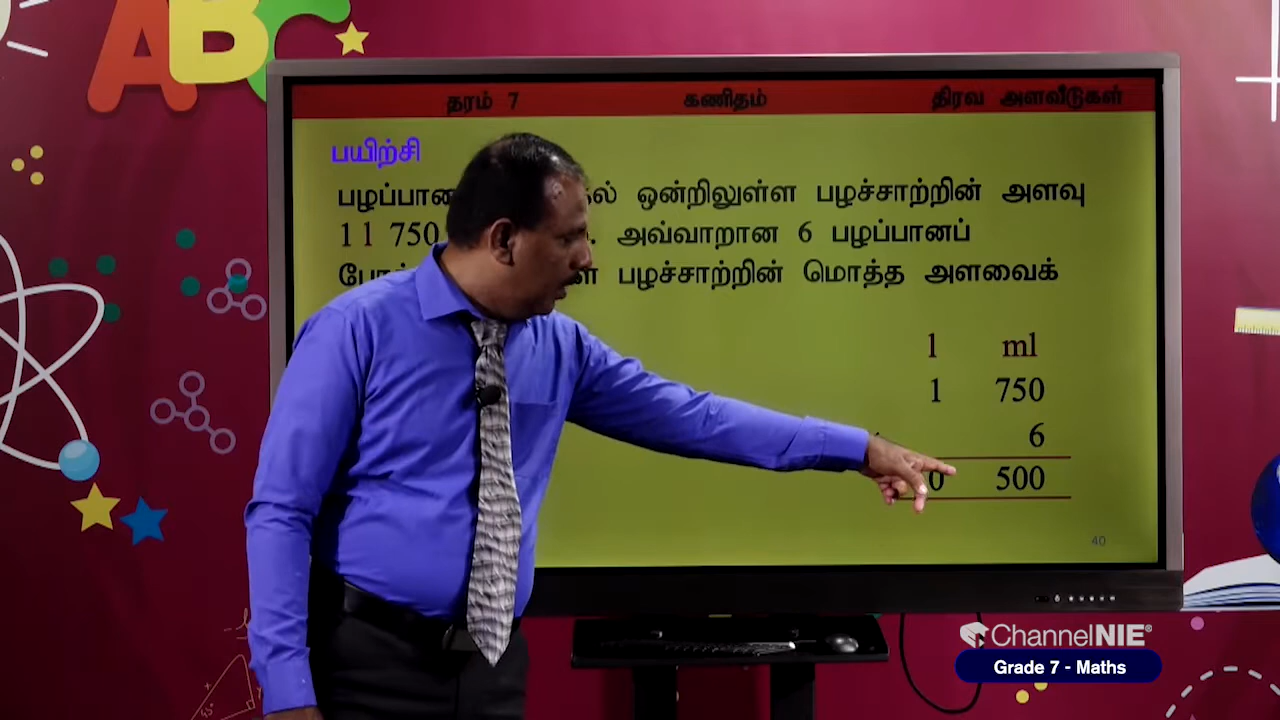 ABC
தரம் 7 கணிதம் திரவ அளவீடுகள்
பயிற்சி
ஒன்றிலுள்ள பழச்சாற்றின் அளவு
1 l 750 அவ்வாறான 6 பழப்பானப்
பழச்சாற்றின் மொத்த அளவைக்
l ml
1 750
6
0 500
40
ChannelNIE®
Grade 7 - Maths